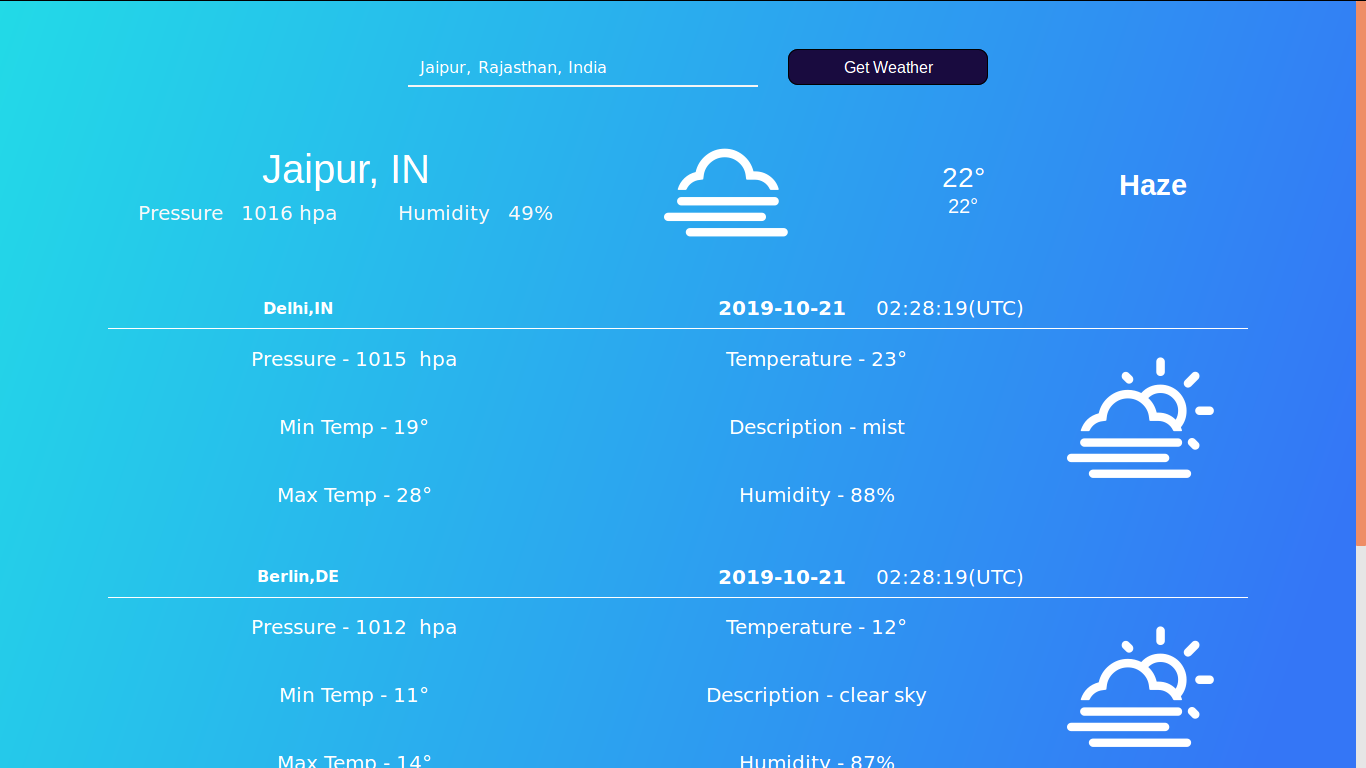 Jaipur, Rajasthan, India Get Weather
Jaipur, IN
22°
Haze
22°
Pressure 1016 hpa Humidity 49%
Delhi,IN 2019-10-21 02:28:19(UTC)
Pressure - 1015 hpa Temperature - 23°
Min Temp - 19° Description - mist
Max Temp - 28° Humidity - 88%
Berlin,DE 2019-10-21 02:28:19(UTC)
Pressure - 1012 hpa Temperature - 12°
Min Temp - 11° Description - clear sky
Max Temp - 14° Humidity - 87%